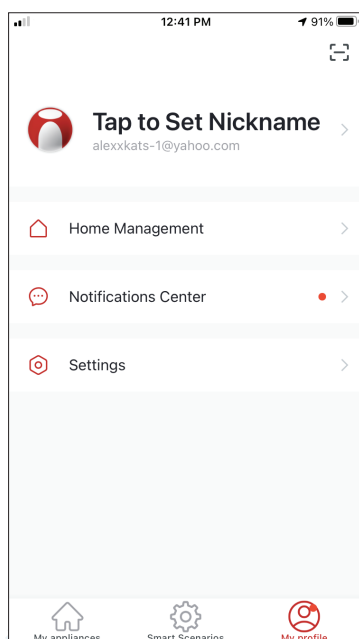 12:41 PM
91%
Tap to Set Nickname
alexxkats-1@yahoo.com
Home Management
Notifications Center
Settings
My appliances
Smart Scenarios
My profile